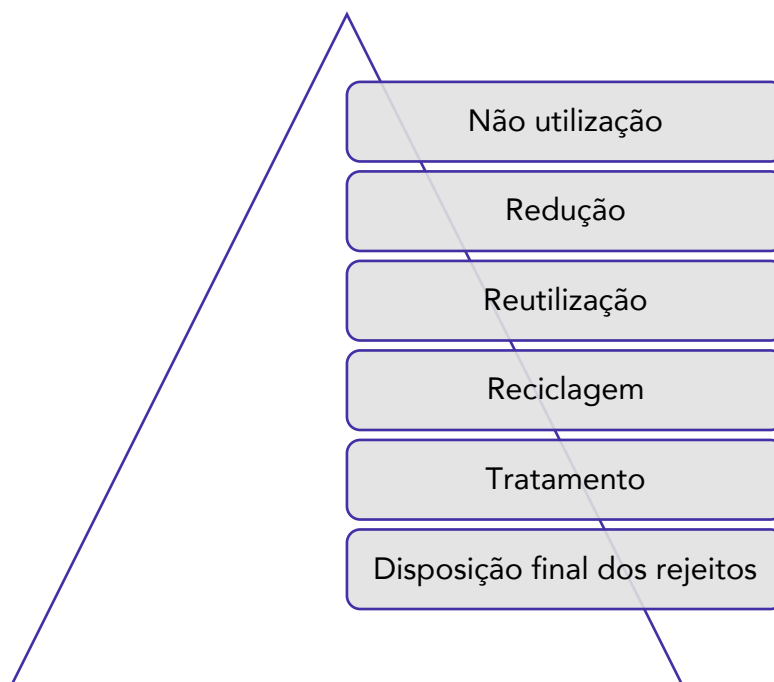 Não utilização
Redução
Reutilização
Reciclagem
Tratamento
Disposição final dos rejeitos